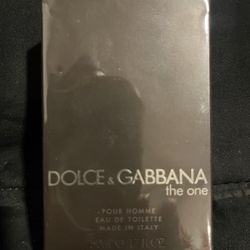 DOLCE & GABBANA
the one
POUR HOMME
EAU DE TOILETTE
MADE IN ITALY